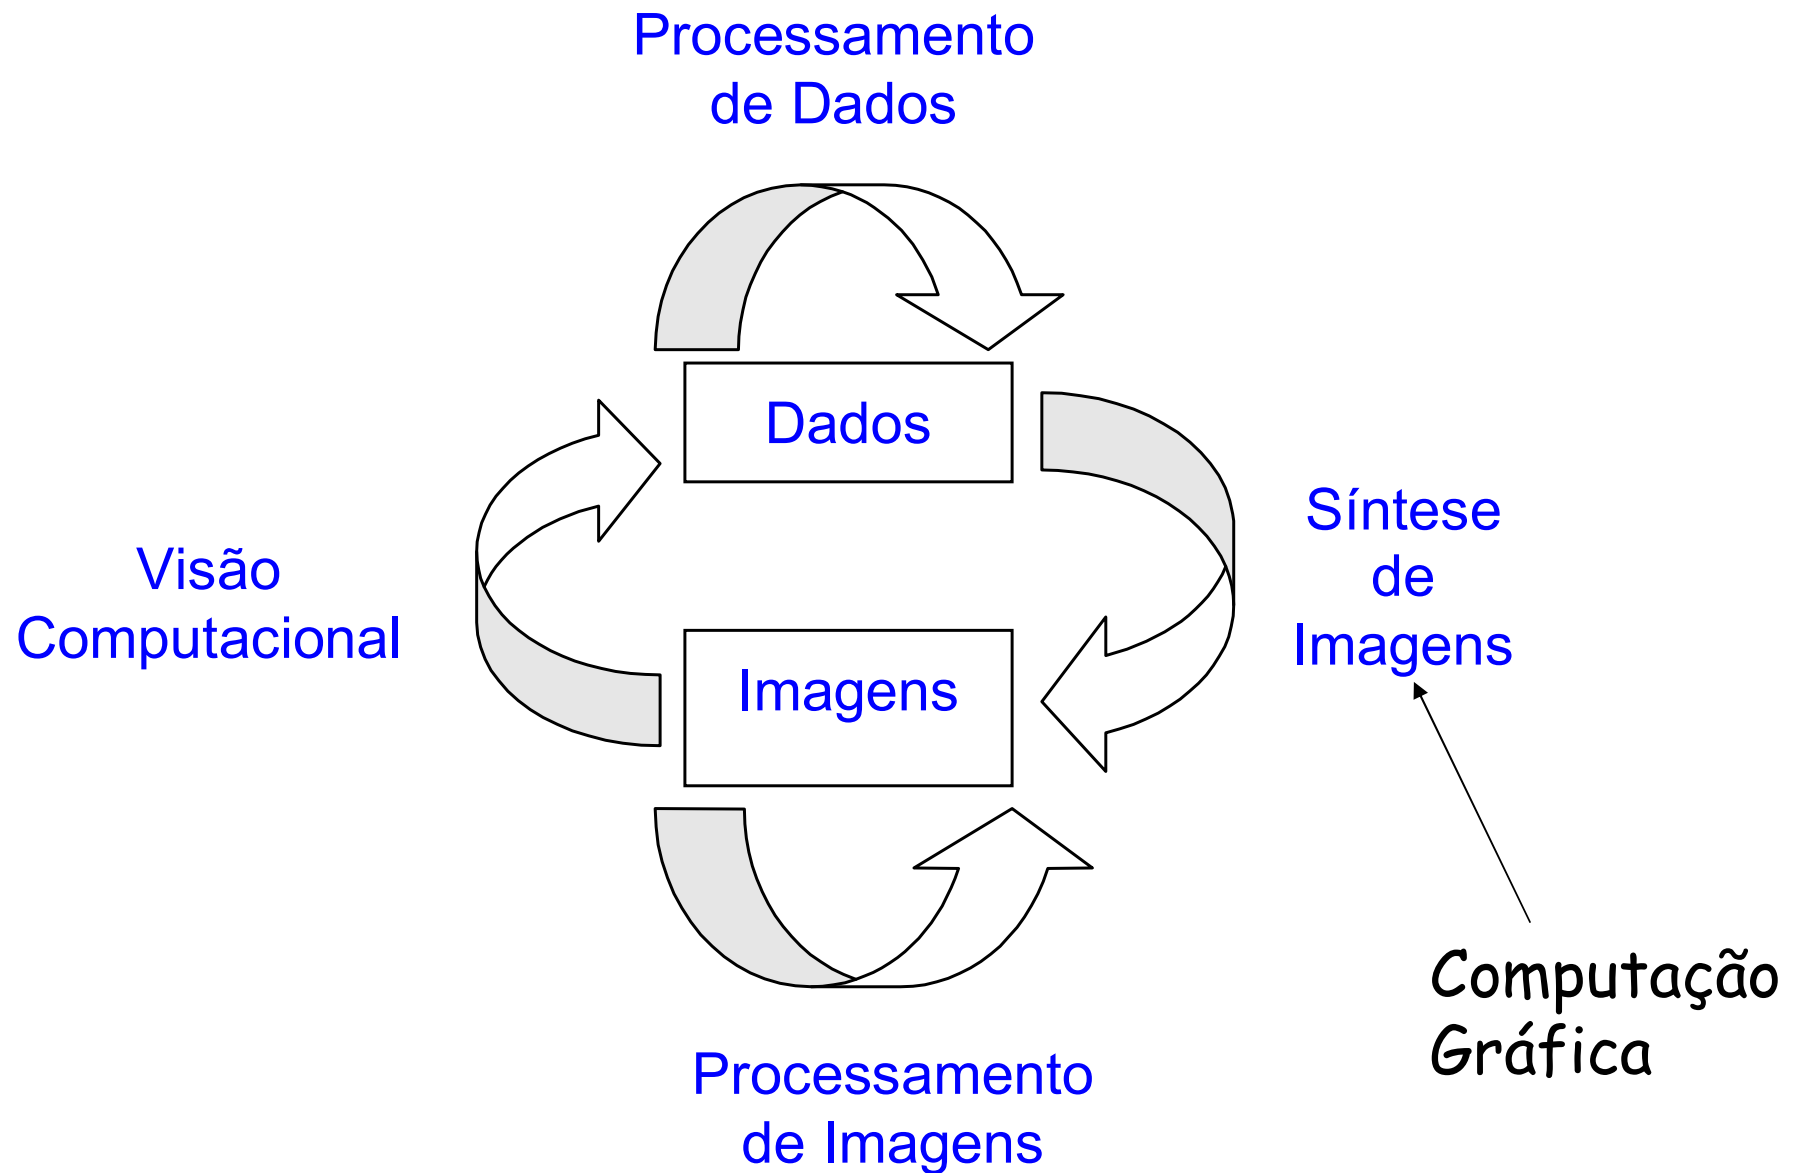 Processamento
de Dados
Dados
Síntese
de
Imagens
Visão
Computacional
Imagens
Computação
Gráfica
Processamento
de Imagens